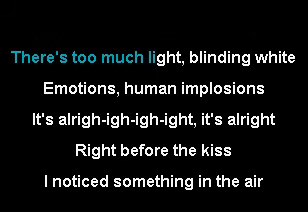 There's too much light, blinding white
Emotions, human implosions
It's alrigh-igh-igh-ight, it's alright
Right before the kiss
I noticed something in the air